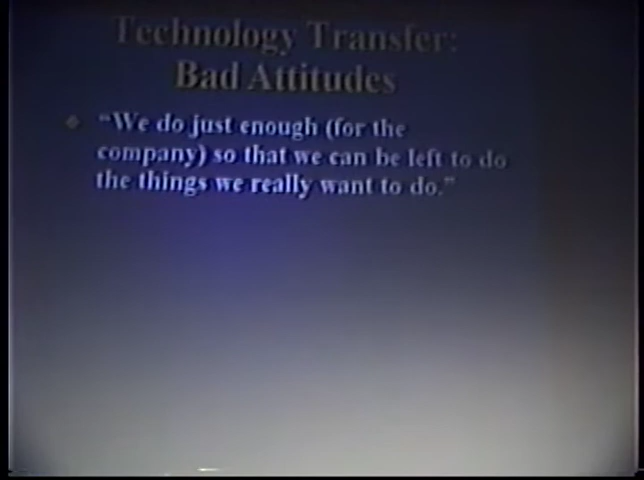 Technology Transfer:
Bad Attitudes
"We do just enough (for the
company) so that we can be left to do
the things we really want to do."